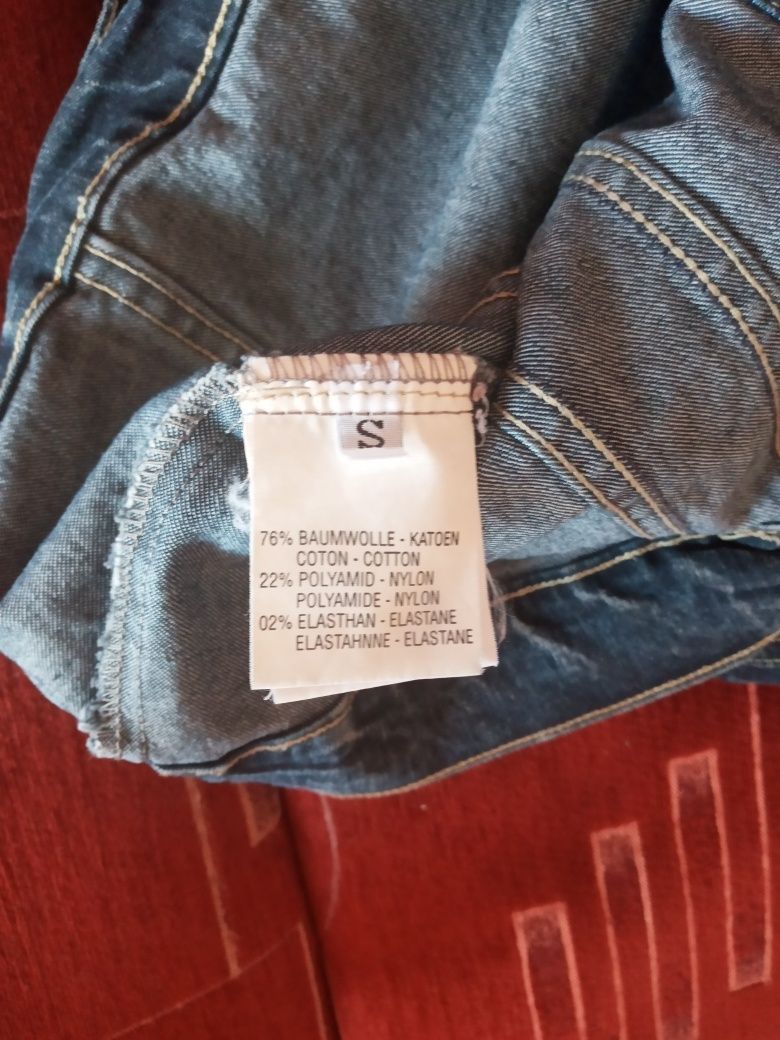 S
76% BAUMWOLLE - KATOEN
COTON - COTTON
22% POLYAMID - NYLON
POLYAMIDE - NYLON
02% ELASTHAN - ELASTANE
ELASTAHNNE - ELASTANE